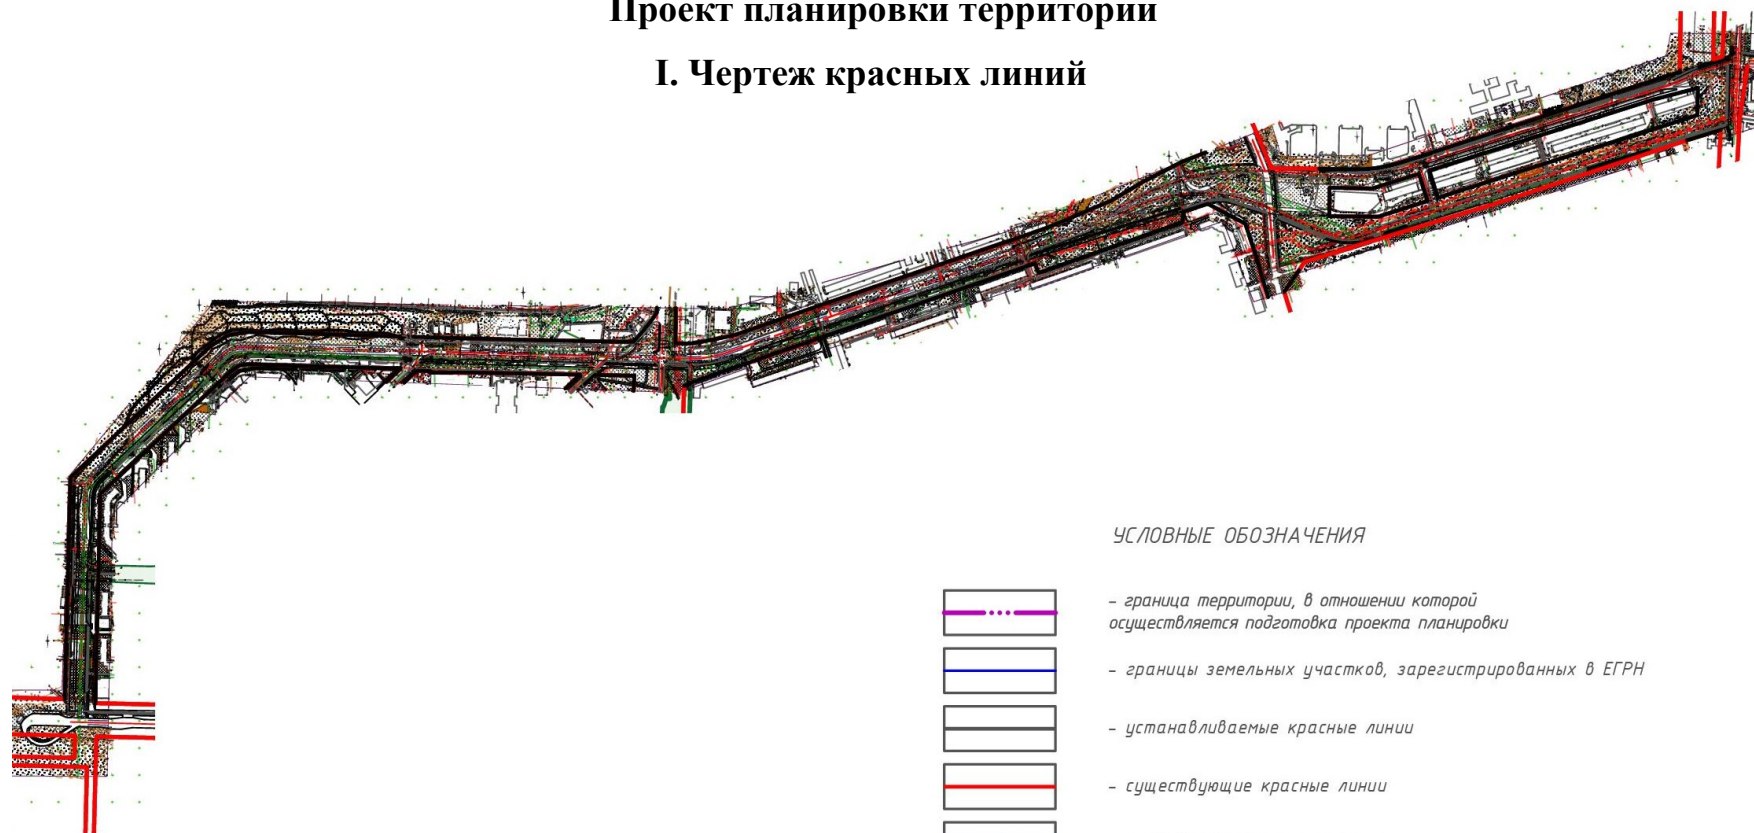 Проект планировки территории
I. Чертеж красных линий
УСЛОВНЫЕ ОБОЗНАЧЕНИЯ
- граница территории, в отношении которой
осуществляется подготовка проекта планировки
- границы земельных участков, зарегистрированных в ЕГРН
- устанавливаемые красные линии
- существующие красные линии